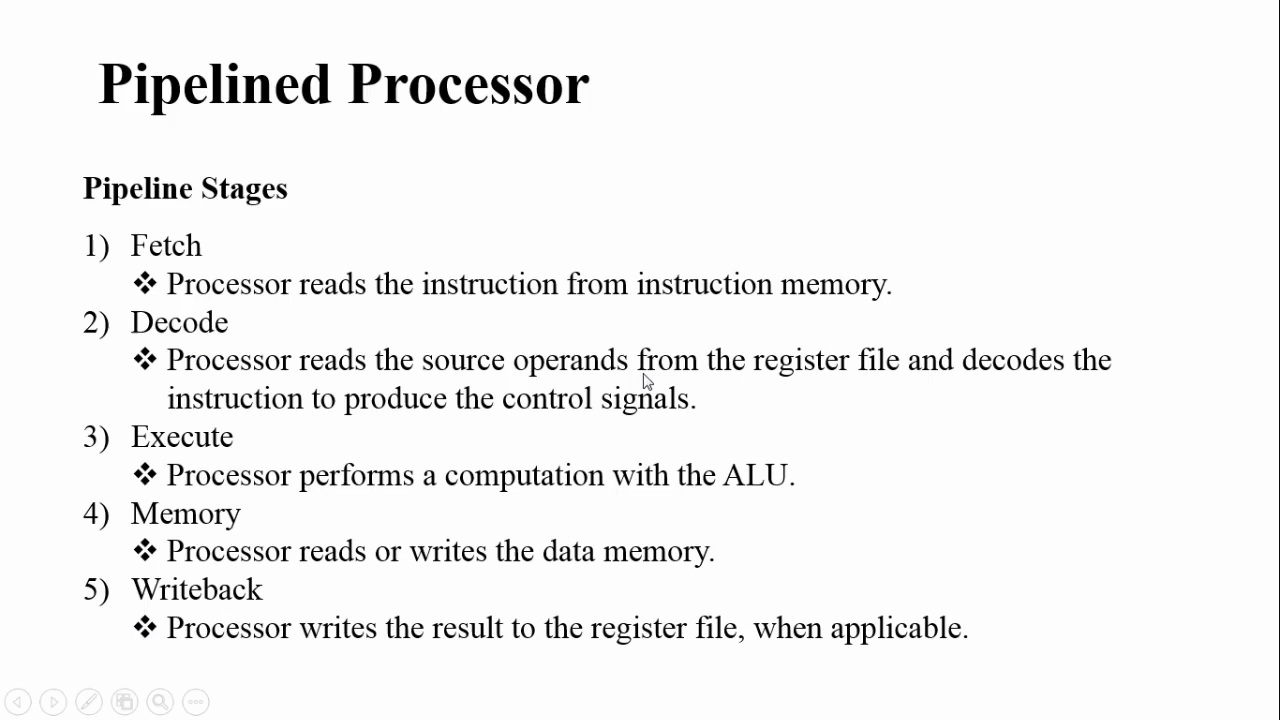 Pipelined Processor
Pipeline Stages
1) Fetch
❖ Processor reads the instruction from instruction memory.
2) Decode
❖ Processor reads the source operands from the register file and decodes the
instruction to produce the control signals.
3) Execute
❖ Processor performs a computation with the ALU.
4) Memory
❖ Processor reads or writes the data memory.
5) Writeback
❖ Processor writes the result to the register file, when applicable.